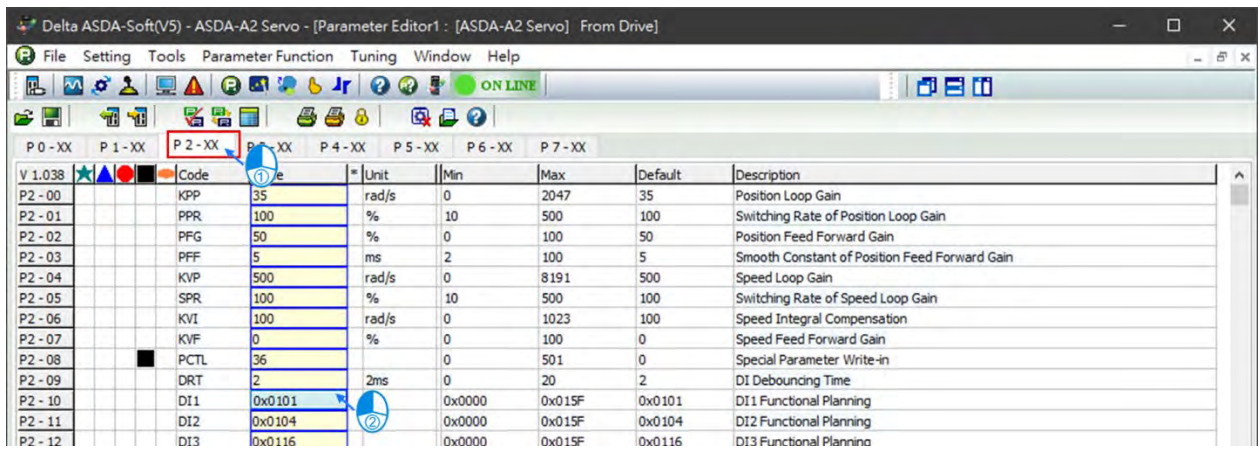 Delta ASDA-Soft(V5) - ASDA-A2 Servo - [Parameter Editor1 : [ASDA-A2 Servo] From Drive]
File Setting Tools Parameter Function Tuning Window Help
ON LINE
P 0 - XX P 1 - XX P 2 - XX - XX P 4 - XX P 5 - XX P 6 - XX P 7 - XX
①
V 1.038 Code * Unit Min Max Default Description
P2 - 00 KPP 35 rad/s 0 2047 35 Position Loop Gain
P2 - 01 PPR 100 % 10 500 100 Switching Rate of Position Loop Gain
P2 - 02 PFG 50 % 0 100 50 Position Feed Forward Gain
P2 - 03 PFF 5 ms 2 100 5 Smooth Constant of Position Feed Forward Gain
P2 - 04 KVP 500 rad/s 0 8191 500 Speed Loop Gain
P2 - 05 SPR 100 % 10 500 100 Switching Rate of Speed Loop Gain
P2 - 06 KVI 100 rad/s 0 1023 100 Speed Integral Compensation
P2 - 07 KVF 0 % 0 100 0 Speed Feed Forward Gain
P2 - 08 PCTL 36 0 501 0 Special Parameter Write-in
P2 - 09 DRT 2 2ms 0 20 2 DI Debouncing Time
P2 - 10 DI1 0x0101 0x0000 0x015F 0x0101 DI1 Functional Planning
②
P2 - 11 DI2 0x0104 0x0000 0x015F 0x0104 DI2 Functional Planning
P2 - 12 DI3 0x0116 0x0000 0x015F 0x0116 DI3 Functional Planning